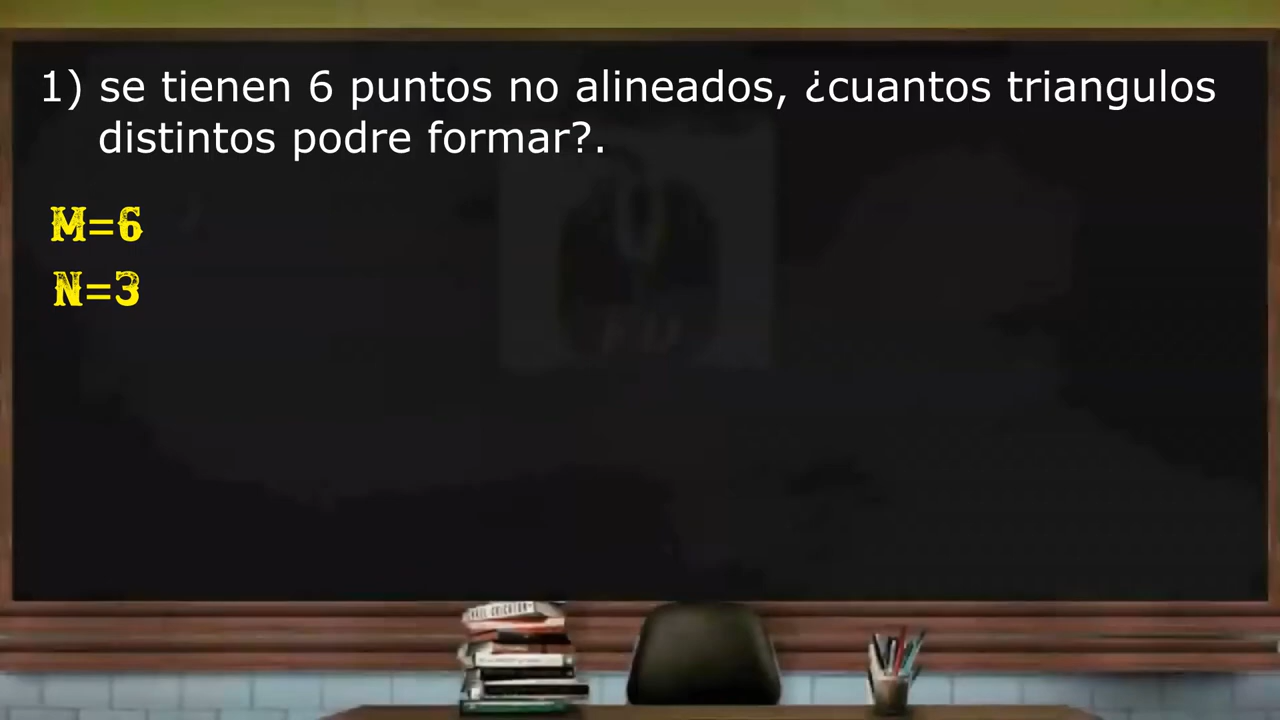 1) se tienen 6 puntos no alineados, ¿cuantos triangulos
distintos podre formar?.
M=6
N=3